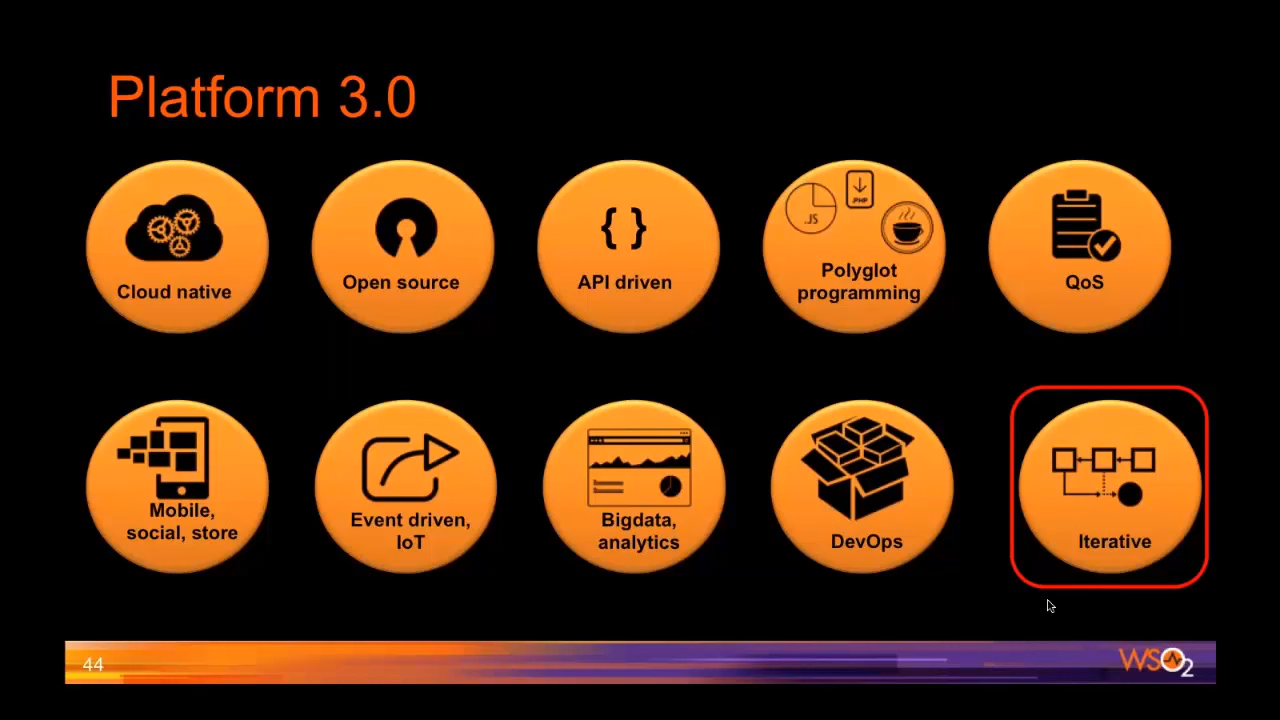 Platform 3.0
Cloud native
Open source
{ }
API driven
.JS
PHP
Polyglot
programming
QoS
Mobile,
social, store
Event driven,
IoT
Bigdata,
analytics
DevOps
Iterative
44
WSO2